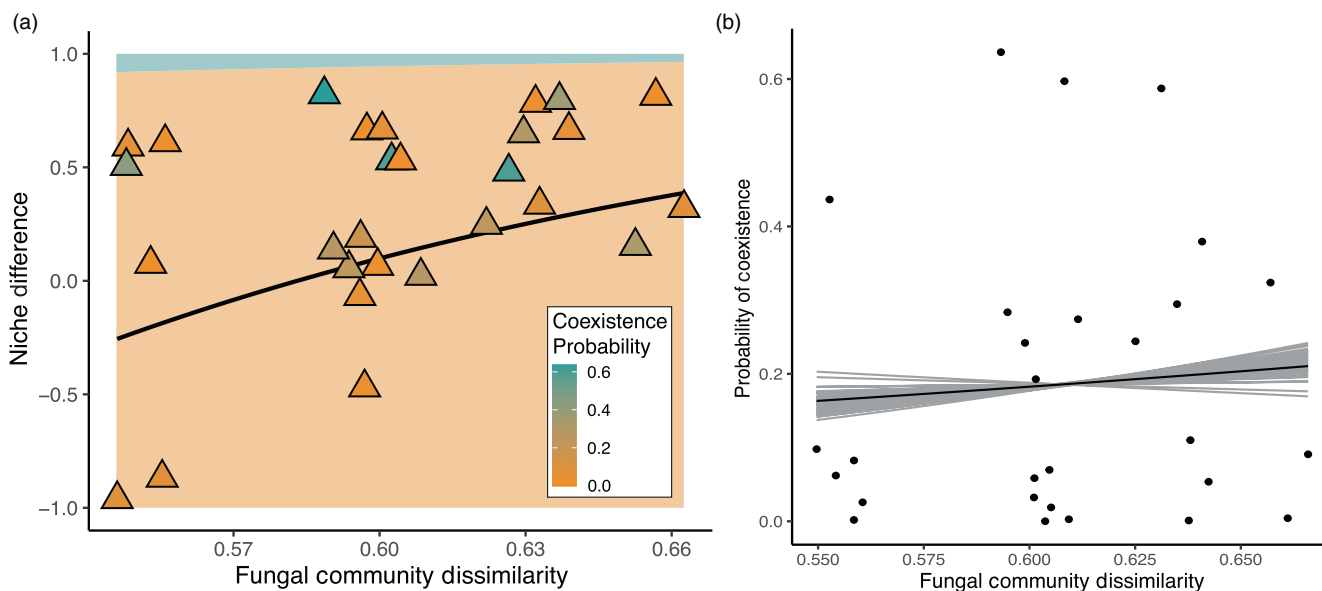 (a)
Niche difference
1.0
0.5
0.0
−0.5
−1.0
Coexistence
Probability
0.6
0.4
0.2
0.0
0.57
0.60
0.63
0.66
Fungal community dissimilarity
(b)
Probability of coexistence
0.6
0.4
0.2
0.0
0.550
0.575
0.600
0.625
0.650
Fungal community dissimilarity